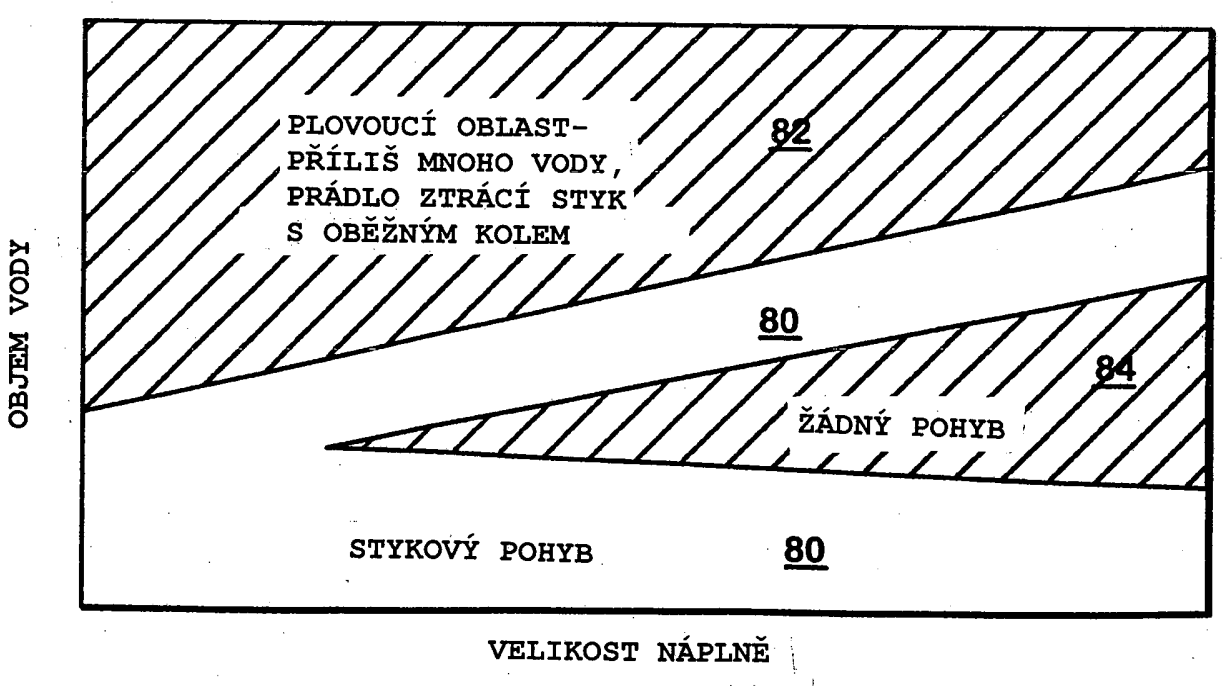 PLOVOUCÍ OBLAST-
PŘÍLIŠ MNOHO VODY,
PRÁDLO ZTRÁCÍ STYK
S OBĚŽNÝM KOLEM
82
80
84
ŽÁDNÝ POHYB
STYKOVÝ POHYB
80
OBJEM VODY
VELIKOST NÁPLNĚ